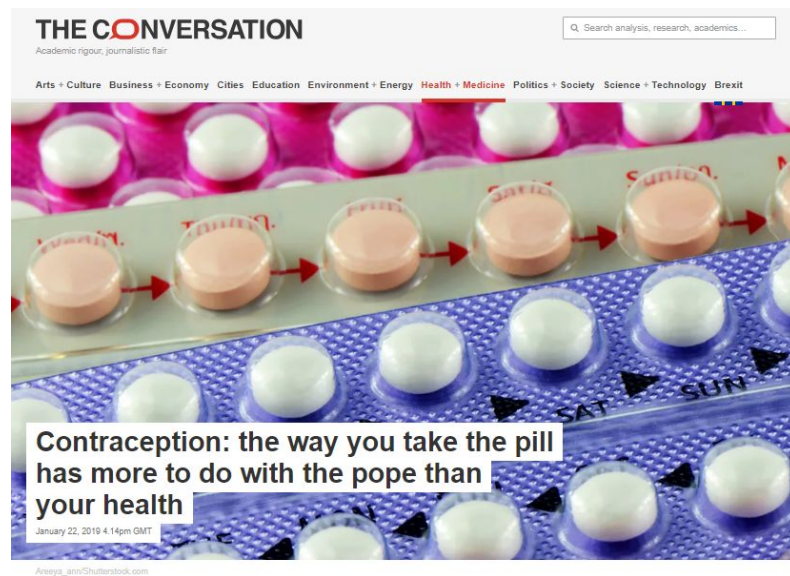 THE CONVERSATION
Search analysis, research, academics...
Academic rigour, journalistic flair
Arts + Culture Business + Economy Cities Education Environment + Energy Health + Medicine Politics + Society Science + Technology Brexit
SAT
SUN
Contraception: the way you take the pill
has more to do with the pope than
your health
January 22, 2019 4.14pm GMT
Areeya_ann/Shutterstock.com